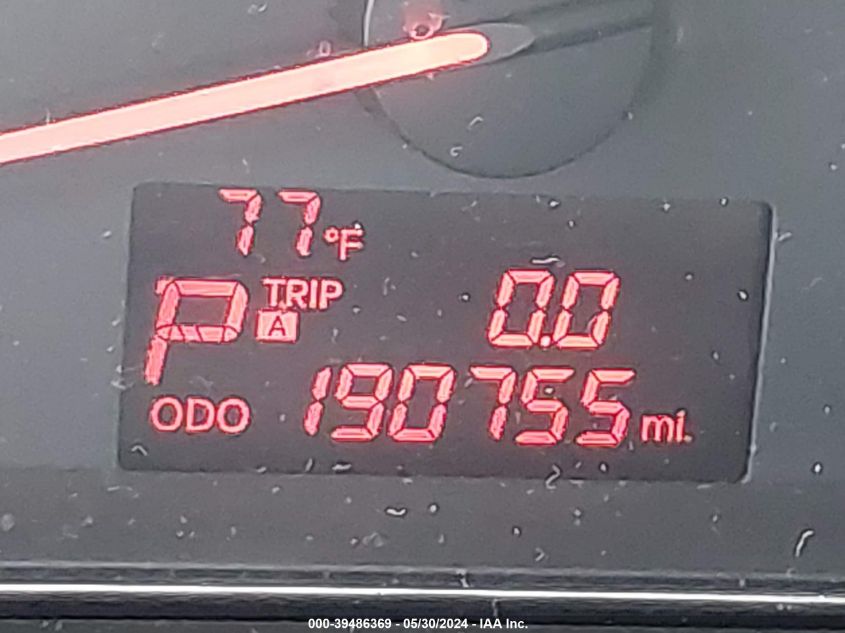 77°F
P TRIP A 0.0
ODO 190755 mi.
000-39486369 - 05/30/2024 - IAA Inc.